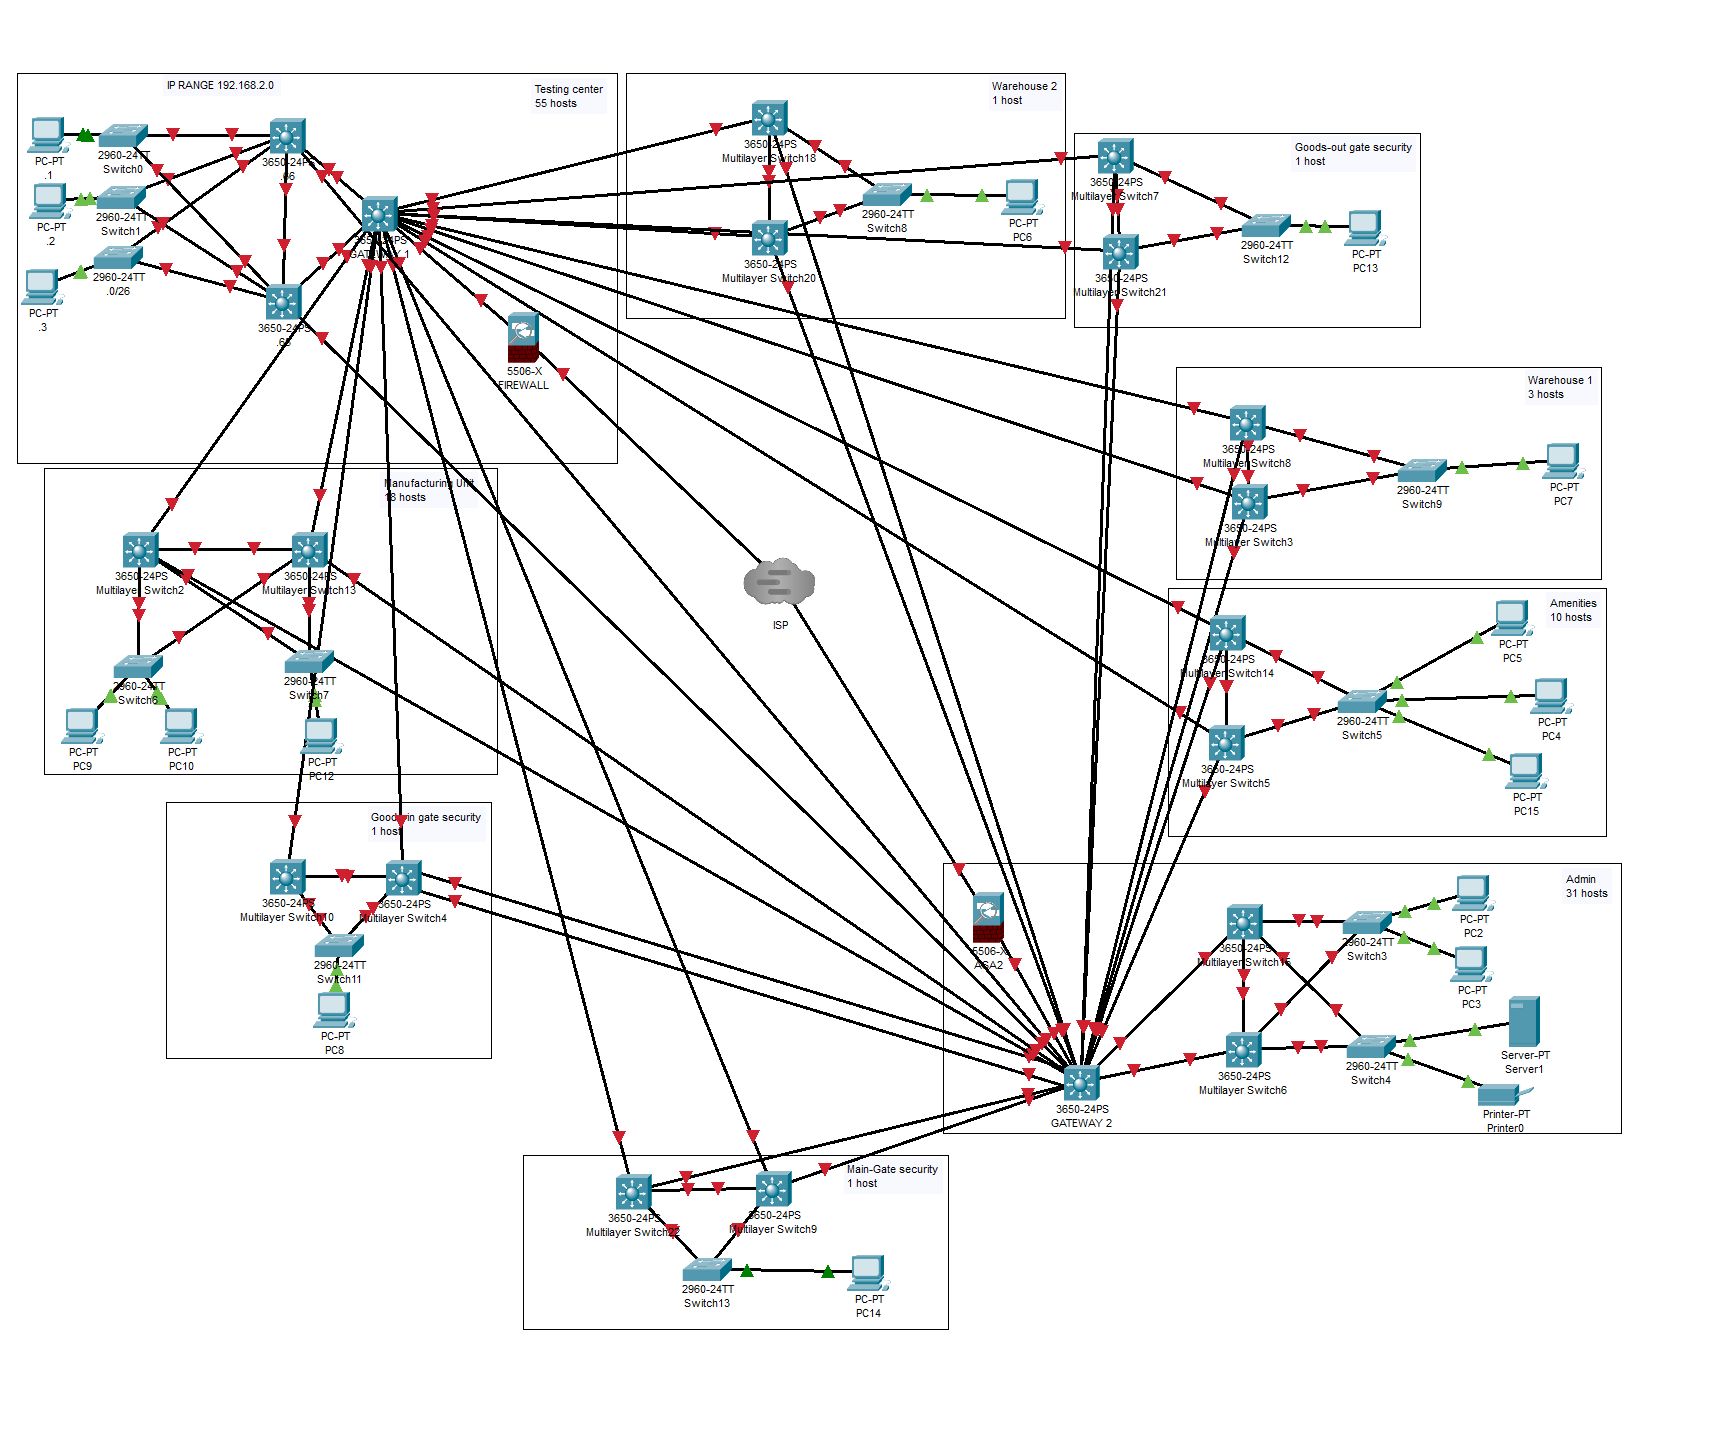 IP RANGE 192.168.2.0
Testing center
55 hosts
PC-PT
.1
2960-24TT
Switch0
3650-24PS
.66
PC-PT
.2
2960-24TT
Switch1
PC-PT
.3
2960-24TT
.0/26
3650-24PS
3650-24PS
GATEWAY 1
5506-X
FIREWALL
Warehouse 2
1 host
3650-24PS
Multilayer Switch18
2960-24TT
Switch8
PC-PT
PC6
3650-24PS
Multilayer Switch20
Goods-out gate security
1 host
3650-24PS
Multilayer Switch7
2960-24TT
Switch12
PC-PT
PC13
3650-24PS
Multilayer Switch21
Warehouse 1
3 hosts
3650-24PS
Multilayer Switch8
2960-24TT
Switch9
PC-PT
PC7
3650-24PS
Multilayer Switch3
Manufacturing Unit
13 hosts
3650-24PS
Multilayer Switch2
3650-24PS
Multilayer Switch13
2960-24TT
Switch6
2960-24TT
Switch7
PC-PT
PC9
PC-PT
PC10
PC-PT
PC12
ISP
Amenities
10 hosts
3650-24PS
Multilayer Switch14
2960-24TT
Switch5
PC-PT
PC5
PC-PT
PC4
3650-24PS
Multilayer Switch5
PC-PT
PC15
Goods-in gate security
1 host
3650-24PS
Multilayer Switch10
3650-24PS
Multilayer Switch4
2960-24TT
Switch11
PC-PT
PC8
Admin
31 hosts
5506-X
ASA2
3650-24PS
2960-24TT
Switch3
PC-PT
PC2
PC-PT
PC3
3650-24PS
Multilayer Switch6
2960-24TT
Switch4
Server-PT
Server1
Printer-PT
Printer0
3650-24PS
GATEWAY 2
Main-Gate security
1 host
3650-24PS
Multilayer Switch22
3650-24PS
Multilayer Switch9
2960-24TT
Switch13
PC-PT
PC14